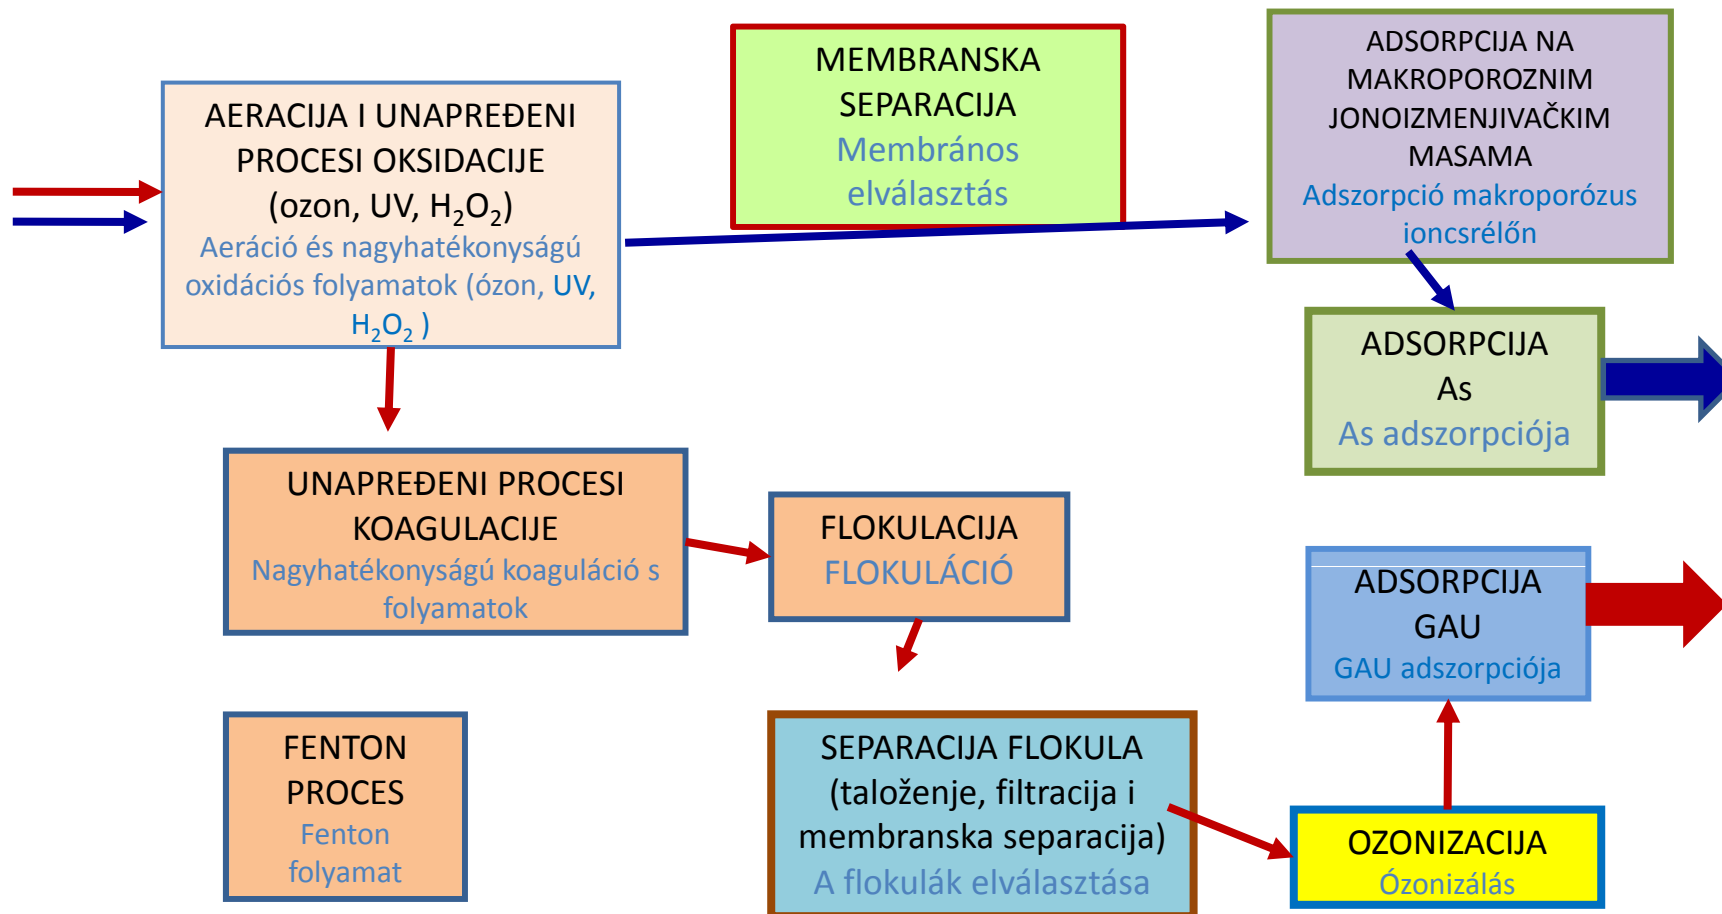 AERACIJA I UNAPREĐENI
PROCESI OKSIDACIJE
(ozon, UV, H₂O₂)
Aeráció és nagyhatékonyságú
oxidációs folyamatok (ózon, UV,
H₂O₂ )
MEMBRANSKA
SEPARACIJA
Membrános
elválasztás
ADSORPCIJA NA
MAKROPOROZNIM
JONOIZMENJIVAČKIM
MASAMA
Adszorpció makroporózus
ioncsrélőn
ADSORPCIJA
As
As adszorpciója
UNAPREĐENI PROCESI
KOAGULACIJE
Nagyhatékonyságú koaguláció s
folyamatok
FLOKULACIJA
FLOKULÁCIÓ
ADSORPCIJA
GAU
GAU adszorpciója
FENTON
PROCES
Fenton
folyamat
SEPARACIJA FLOKULA
(taloženje, filtracija i
membranska separacija)
A flokulák elválasztása
OZONIZACIJA
Ózonizálás